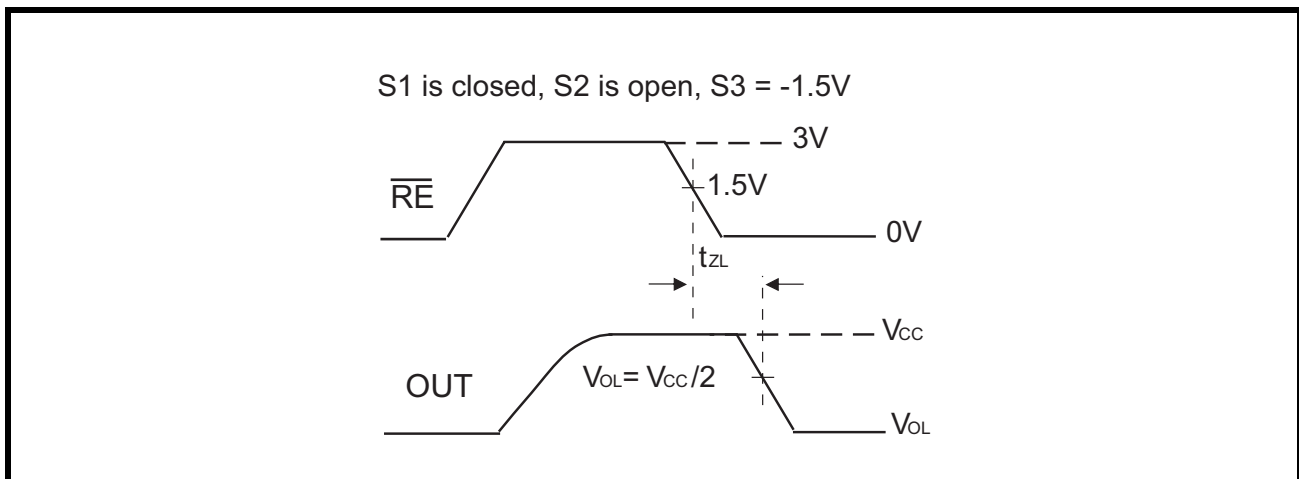 S1 is closed, S2 is open, S3 = -1.5V
3V
RE
1.5V
0V
tZL
VCC
OUT
VOL= VCC/2
VOL